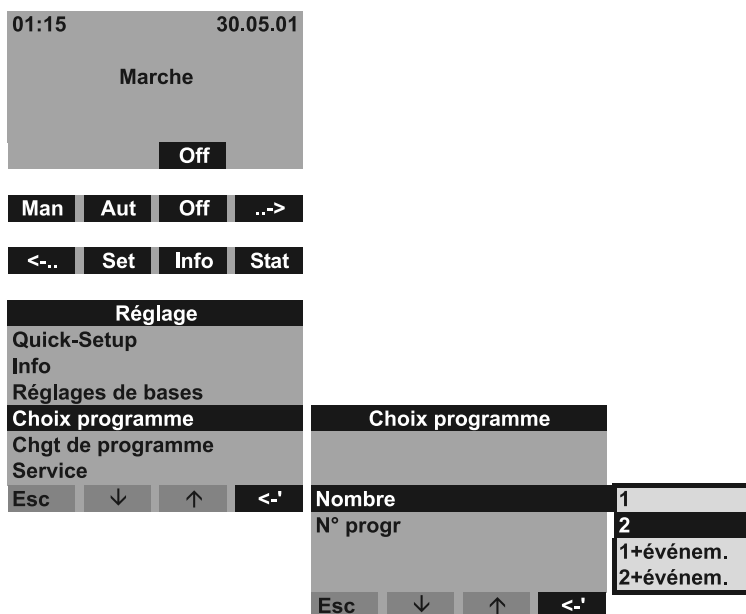 01:15 30.05.01
Marche
Off
Man Aut Off ..->
<-.. Set Info Stat
Réglage
Quick-Setup
Info
Réglages de bases
Choix programme
Chgt de programme
Service
Esc ↓ ↑ <-'
Choix programme
Nombre
N° progr
Esc ↓ ↑ <-'
1
2
1+événem.
2+événem.